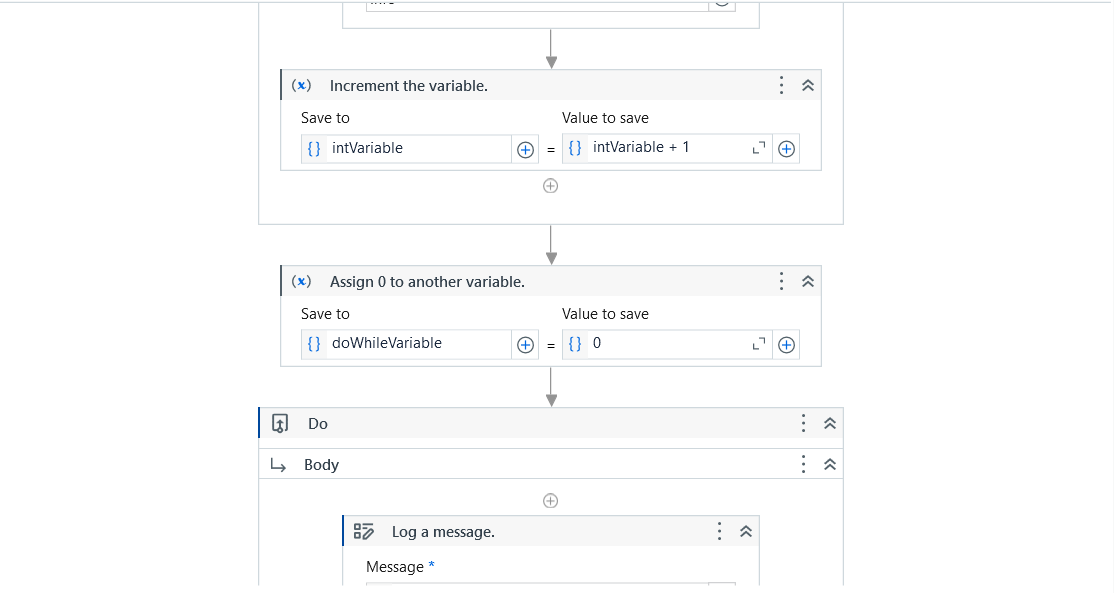 (x) Increment the variable.
Save to Value to save
{} intVariable = {} intVariable + 1
(x) Assign 0 to another variable.
Save to Value to save
{} doWhileVariable = {} 0
Do
Body
Log a message.
Message *